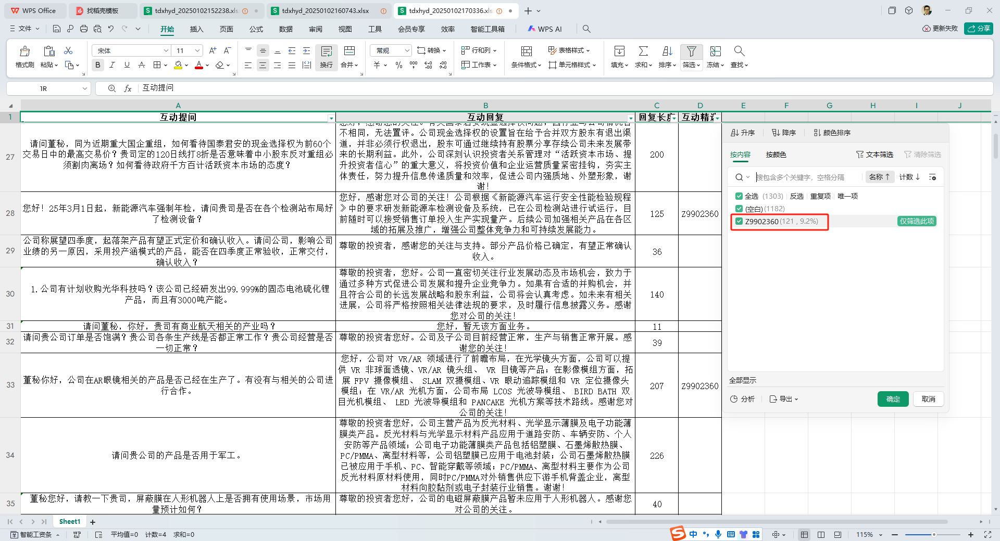 WPS Office
找稻壳模板
tdxhyd_20250102152238.xls
tdxhyd_20250102160743.xlsx
tdxhyd_20250102170336.xls
文件
开始
插入
页面
公式
数据
审阅
视图
工具
会员专享
效率
智能工具箱
WPS AI
更新失败
分享
格式刷
粘贴
宋体
11
换行
合并
常规
转换
行和列
工作表
条件格式
表格样式
单元格样式
填充
求和
排序
筛选
冻结
查找
1R
fx
互动提问
A B C D E F G H I J
1
互动提问
互动回复
回复长度
互动精选
27
请问董秘，同为近期重大国企重组，如何看待国泰君安的现金选择权为前60个
交易日中的最高交易价？贵司定的120日线打8折是否意味着中小股东反对重组必
须割肉离场？如何看待政府千方百计活跃资本市场的态度？
不相同，无法置评。公司现金选择权的设置旨在给予合并双方股东有退出渠
道，并非必须行权退出，股东可通过继续持有股票分享存续公司未来发展带
来的长期利益。此外，公司深刻认识投资者关系管理对“活跃资本市场、提
升投资者信心”的重大意义，将投资价值和企业运营质量紧密挂钩，夯实主
体责任，努力提升信息传递质量和效率，促进公司内强质地、外塑形象，谢
谢！
200
28
您好！25年3月1日起，新能源汽车强制年检，请问贵司是否在各个检测站布局好
了检测设备？
您好，感谢您对公司的关注！公司根据《新能源汽车运行安全性能检验规程
》中的要求研发新能源车检测设备及系统，已在公司检测站进行试运行，目
前随时可以接受销售订单投入生产实现量产。后续公司加强相关产品在各区
域的拓展及推广，增强公司整体竞争力和可持续发展能力。
125
Z9902360
29
公司称展望四季度，起落架产品有望正式定价和确认收入。请问公司，影响公司
业绩的另一原因，采用投产涵模式的产品，能否在四季度正常验收，正常交付，
确认收入？
尊敬的投资者，感谢您的关注与支持。部分产品价格已确定，有望正常确认
收入。
36
30
1.公司有计划收购光华科技吗？该公司已经研发出99.999%的固态电池硫化锂
产品，而且有3000吨产能。
尊敬的投资者，您好。公司一直密切关注行业发展动态及市场机会，致力于
通过多种方式促进公司发展和提升企业竞争力。如果有合适的并购机会，并
且符合公司的长远发展战略和股东利益，公司将会认真考虑。如未来有相关
进展，公司将严格按照相关法律法规的要求，及时履行信息披露义务。感谢
您对公司的关注！
140
31
请问董秘，你好，贵司有商业航天相关的产业吗？
您好，暂无该方面业务。
11
32
请问贵公司订单是否饱满？贵公司各条生产线是否都正常工作？贵公司经营是否
一切正常？
尊敬的投资者您好。公司及子公司目前经营正常，生产与销售正常开展。感
谢您的关注！
39
33
董秘你好，公司在AR眼镜相关的产品是否已经在生产了。有没有与相关的公司进
行合作。
您好，公司对 VR/AR 领域进行了前瞻布局，在光学镜头方面，公司可以提
供 VR 非球面透镜、VR/AR 镜头组、 VR 目镜等产品；在影像模组方面，拓
展 FPV 摄像模组、 SLAM 双摄模组、VR 眼动追踪模组和 VR 定位摄像头
模组；在 VR/AR 光机方面，公司布局 LCOS 光波导模组、 BIRD BATH 双
目光机模组、 LED 光波导模组和 PANCAKE 光机方案等技术路线。感谢您对
公司的关注！
207
Z9902360
34
请问贵公司的产品是否用于军工。
尊敬的投资者您好，公司主营产品为反光材料、光学显示薄膜及电子功能薄
膜类产品。反光材料与光学显示材料产品应用于道路安防、车辆安防、个人
安防等产品领域；公司电子功能薄膜类产品包括铝塑膜、石墨烯散热膜、
PC/PMMA、离型材料等，公司铝塑膜已应用于电池封装；公司石墨烯散热膜
已被应用于手机、PC、智能穿戴等领域；PC/PMMA、离型材料主要作为公司
反光材料原材料使用，同时PC/PMMA对外销售供应下游手机背盖企业，离型
材料向胶黏剂或电子封装行业销售。谢谢！
226
35
董秘您好，请教一下贵司，屏蔽膜在人形机器人上是否拥有使用场景，市场用
量预计如何？
尊敬的投资者您好，公司的电磁屏蔽膜产品暂未应用于人形机器人。感谢您
对公司的关注。
40
升序
降序
颜色排序
按内容
按颜色
文本筛选
清除筛选
搜包含多个关键字，空格分隔
名称
计数
全选 (1303) 反选 重复项 唯一项
(空白)(1182)
Z9902360(121 , 9.2%)
仅筛选此项
全部显示
分析
导出
确定
取消
Sheet1
智能工资条
平均值=0 计数=4 求和=0
S 中
115%